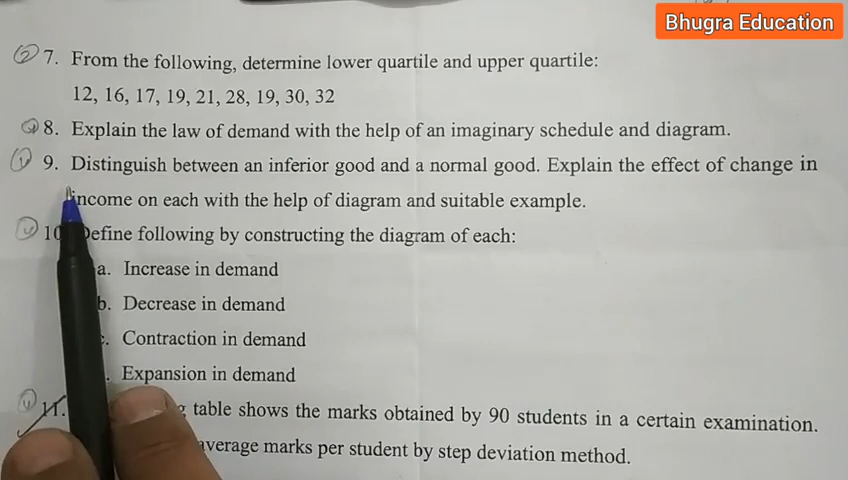 Bhugra Education
7. From the following, determine lower quartile and upper quartile:
12, 16, 17, 19, 21, 28, 19, 30, 32
8. Explain the law of demand with the help of an imaginary schedule and diagram.
9. Distinguish between an inferior good and a normal good. Explain the effect of change in
income on each with the help of diagram and suitable example.
10 Define following by constructing the diagram of each:
a. Increase in demand
b. Decrease in demand
c. Contraction in demand
Expansion in demand
11. table shows the marks obtained by 90 students in a certain examination.
average marks per student by step deviation method.